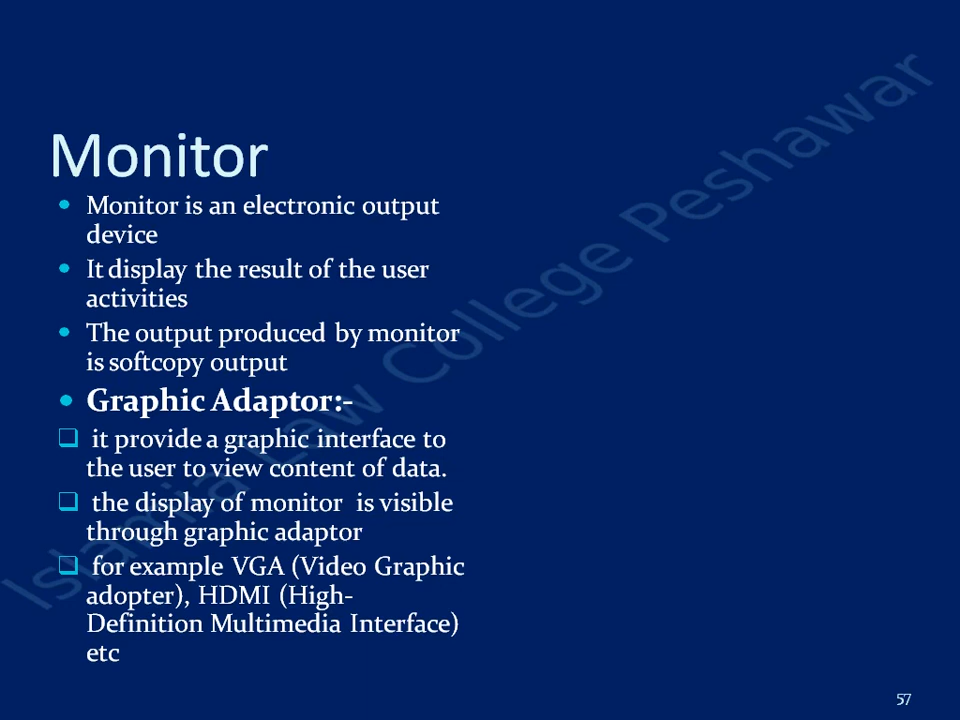 Monitor
Monitor is an electronic output
device
It display the result of the user
activities
The output produced by monitor
is softcopy output
Graphic Adaptor:-
it provide a graphic interface to
the user to view content of data.
the display of monitor is visible
through graphic adaptor
for example VGA (Video Graphic
adopter), HDMI (High-
Definition Multimedia Interface)
etc
Islamia Law College Peshawar
57